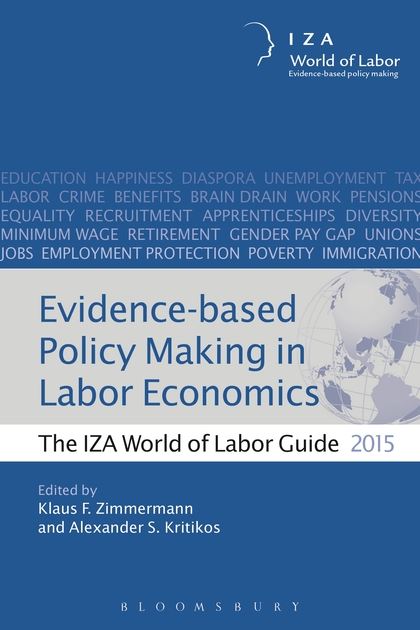 IZA
World of Labor
Evidence-based policy making
EDUCATION HAPPINESS DIASPORA UNEMPLOYMENT TAX
LABOR CRIME BENEFITS BRAIN DRAIN WORK PENSIONS
EQUALITY RECRUITMENT APPRENTICESHIPS DIVERSITY
MINIMUM WAGE RETIREMENT GENDER PAY GAP UNIONS
JOBS EMPLOYMENT PROTECTION POVERTY IMMIGRATION
Evidence-based
Policy Making in
Labor Economics
The IZA World of Labor Guide 2015
Edited by
Klaus F. Zimmermann
and Alexander S. Kritikos
BLOOMSBURY